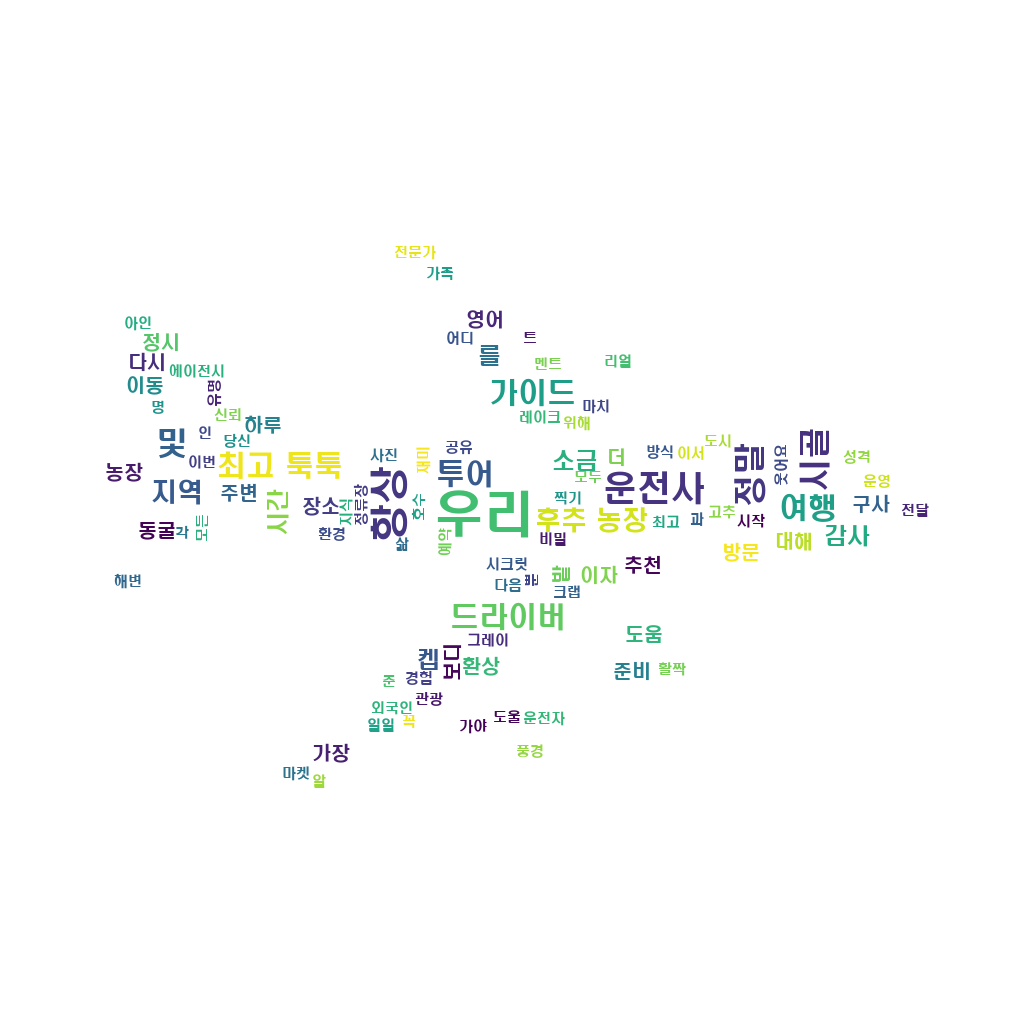 전문가
가족
영어
아인
어디
트
정시
를
다시
멘트
리얼
에이전시
이동
유명
가이드
명
마치
신뢰
레이크
위해
하루
인
당신
및
도시
사진
공유
방식
이서
재미
성격
정말
시골
웃어요
이번
최고 툭툭
소금
더
농장
투어
모두
운전사
운영
지역
주변
항상
찍기
여행
구사
시간
장소
지식
정류장
호수
우리
후추 농장
최고
과
고추
시작
전달
동굴
각
모든
환경
삶
예약
비밀
대해
감사
방문
시크릿
추천
해변
다음
밭
이자
크랩
드라이버
도움
그레이
켑
보디
환상
준비
활짝
준
경험
관광
외국인
일일
꼭
가야
도울
운전자
가장
풍경
마켓
알